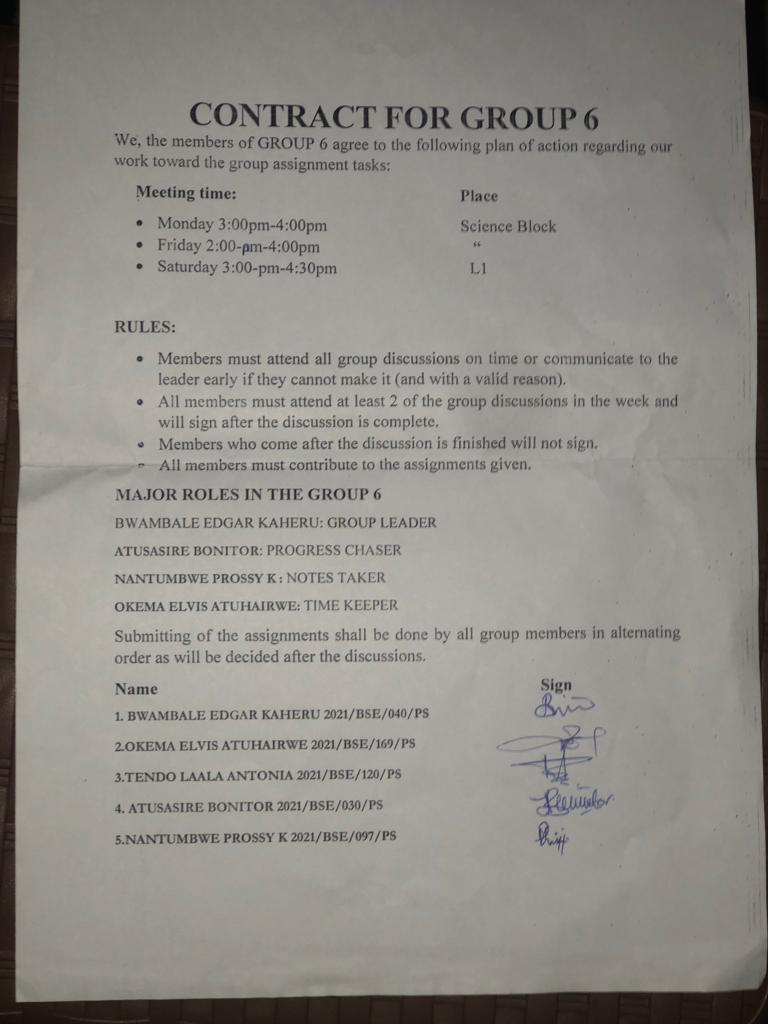 CONTRACT FOR GROUP 6
We, the members of GROUP 6 agree to the following plan of action regarding our
work toward the group assignment tasks:
Meeting time: Place
• Monday 3:00pm-4:00pm Science Block
• Friday 2:00-pm-4:00pm “
• Saturday 3:00-pm-4:30pm L1
RULES:
• Members must attend all group discussions on time or communicate to the
leader early if they cannot make it (and with a valid reason).
• All members must attend at least 2 of the group discussions in the week and
will sign after the discussion is complete.
• Members who come after the discussion is finished will not sign.
• All members must contribute to the assignments given.
MAJOR ROLES IN THE GROUP 6
BWAMBALE EDGAR KAHERU: GROUP LEADER
ATUSASIRE BONITOR: PROGRESS CHASER
NANTUMBWE PROSSY K : NOTES TAKER
OKEMA ELVIS ATUHAIRWE: TIME KEEPER
Submitting of the assignments shall be done by all group members in alternating
order as will be decided after the discussions.
Name Sign
1. BWAMBALE EDGAR KAHERU 2021/BSE/040/PS
2.OKEMA ELVIS ATUHAIRWE 2021/BSE/169/PS
3.TENDO LAALA ANTONIA 2021/BSE/120/PS
4. ATUSASIRE BONITOR 2021/BSE/030/PS
5.NANTUMBWE PROSSY K 2021/BSE/097/PS